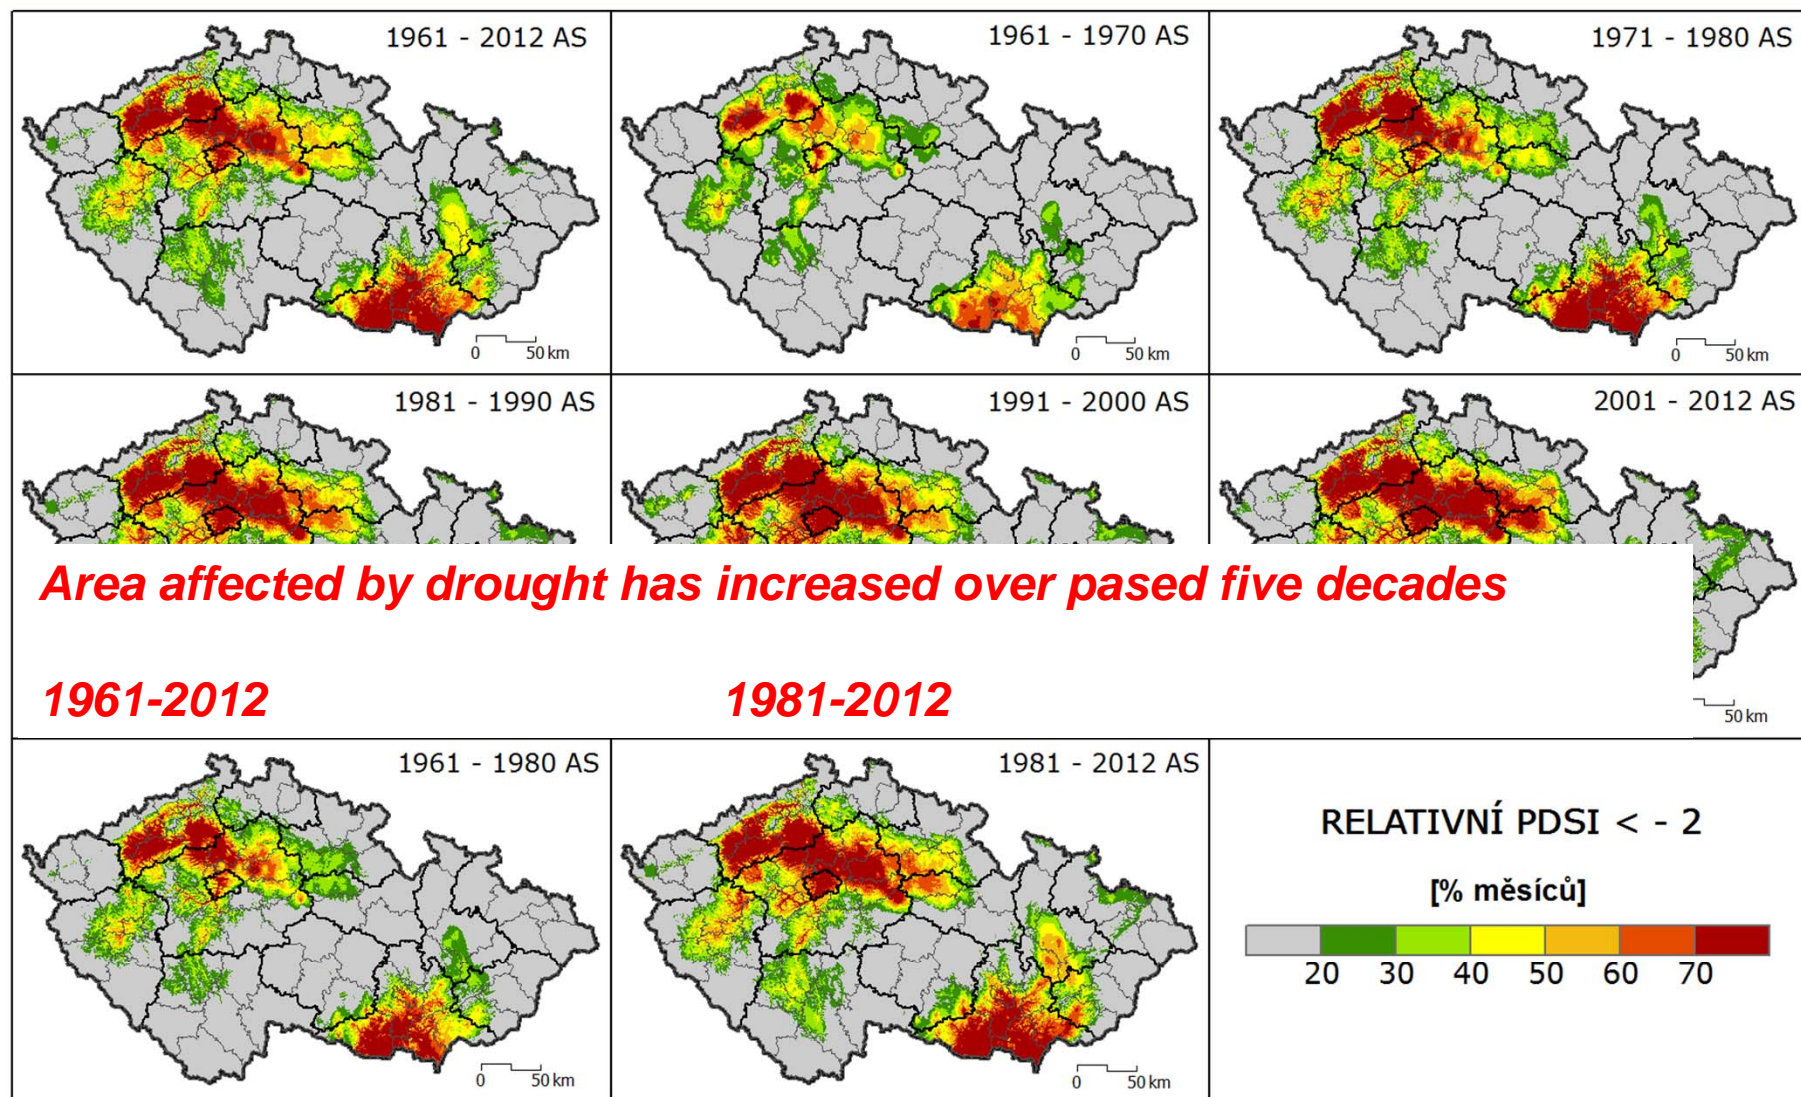 1961 - 2012 AS
0 50 km
1961 - 1970 AS
0 50 km
1971 - 1980 AS
0 50 km
1981 - 1990 AS
1991 - 2000 AS
2001 - 2012 AS
50 km
Area affected by drought has increased over pased five decades
1961-2012 1981-2012
1961 - 1980 AS
0 50 km
1981 - 2012 AS
0 50 km
RELATIVNÍ PDSI < - 2
[% měsíců]
20 30 40 50 60 70